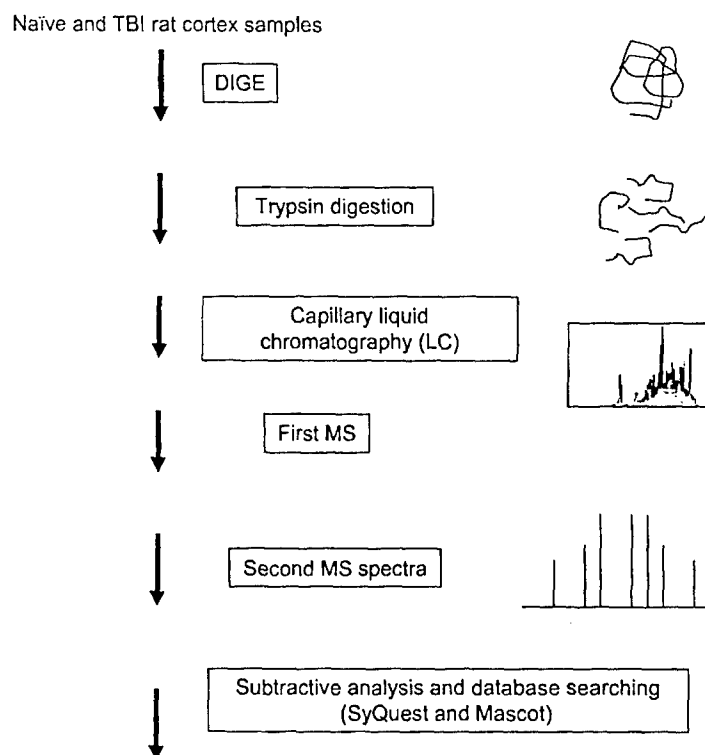 Naïve and TBI rat cortex samples
DIGE
Trypsin digestion
Capillary liquid
chromatography (LC)
First MS
Second MS spectra
Subtractive analysis and database searching
(SyQuest and Mascot)